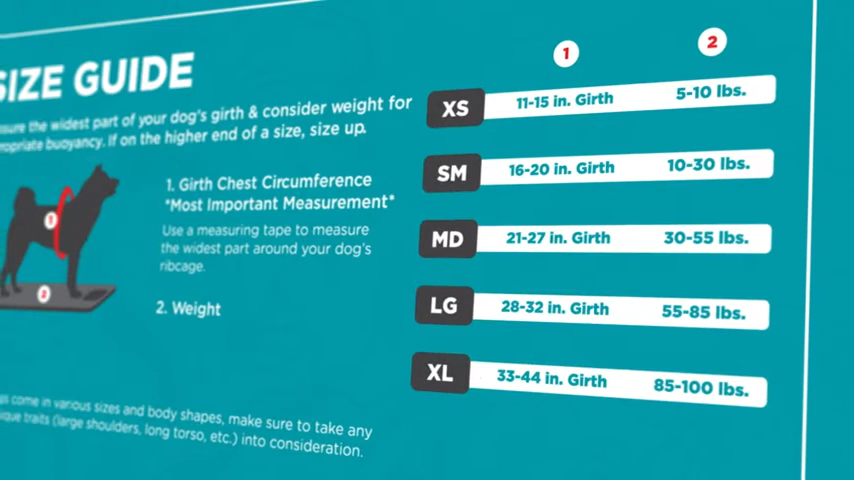 SIZE GUIDE
the widest part of your dog's girth & consider weight for
buoyancy. If on the higher end of a size, size up.
1. Girth Chest Circumference
*Most Important Measurement*
Use a measuring tape to measure
the widest part around your dog's
ribcage.
2. Weight
1
2
come in various sizes and body shapes, make sure to take any
traits (large shoulders, long torso, etc.) into consideration.
1 2
XS 11-15 in. Girth 5-10 lbs.
SM 16-20 in. Girth 10-30 lbs.
MD 21-27 in. Girth 30-55 lbs.
LG 28-32 in. Girth 55-85 lbs.
XL 33-44 in. Girth 85-100 lbs.